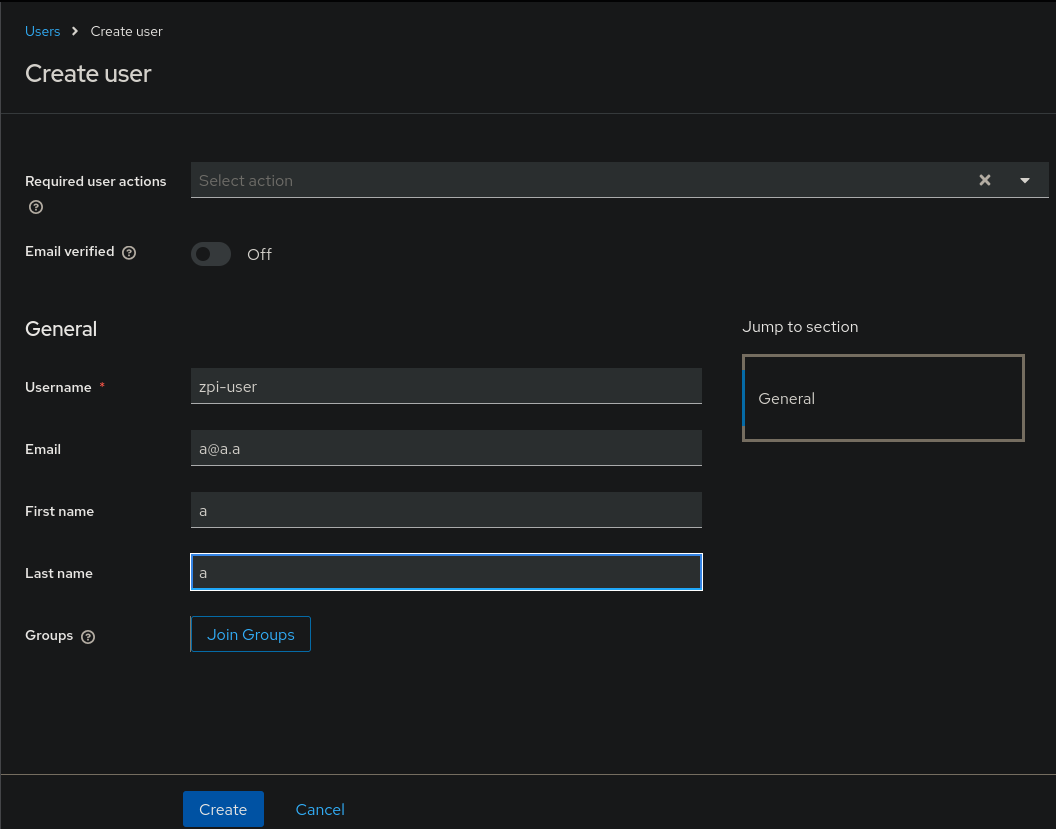 Users > Create user
Create user
Required user actions
Select action
Email verified
Off
General
Jump to section
General
Username *
zpi-user
Email
a@a.a
First name
a
Last name
a
Groups
Join Groups
Create
Cancel